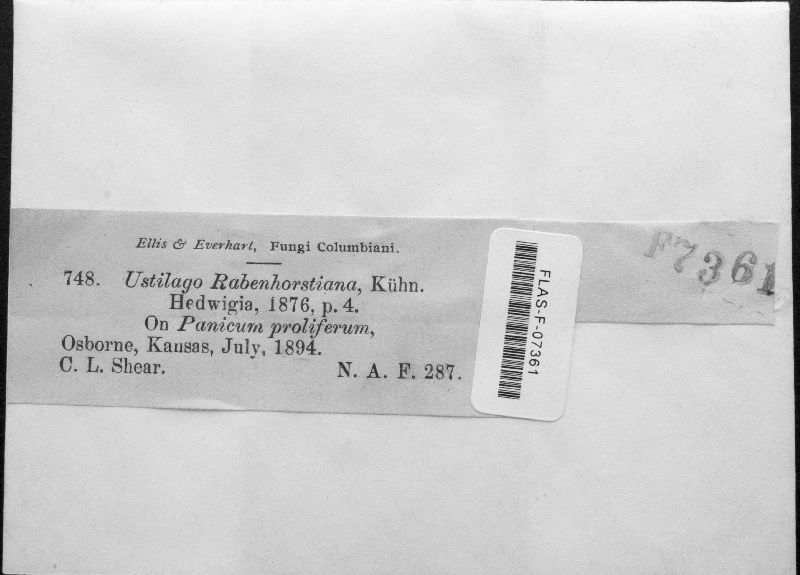 Ellis & Everhart, Fungi Columbiani.
748. Ustilago Rabenhorstiana, Kühn.
Hedwigia, 1876, p. 4.
On Panicum proliferum,
Osborne, Kansas, July, 1894.
C. L. Shear. N. A. F. 287.
FLAS-F-07361
F7361